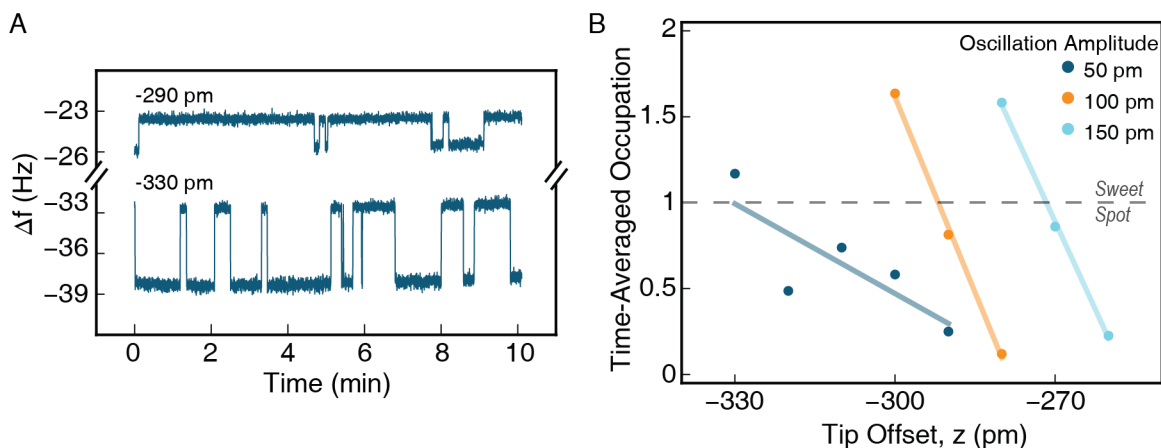 A
-290 pm
−23
−26
-330 pm
−33
−36
−39
Δf (Hz)
0
2
4
6
8
10
Time (min)
B
Time-Averaged Occupation
2
1.5
1
0.5
0
Oscillation Amplitude
50 pm
100 pm
150 pm
Sweet
Spot
−330
−300
−270
Tip Offset, z (pm)